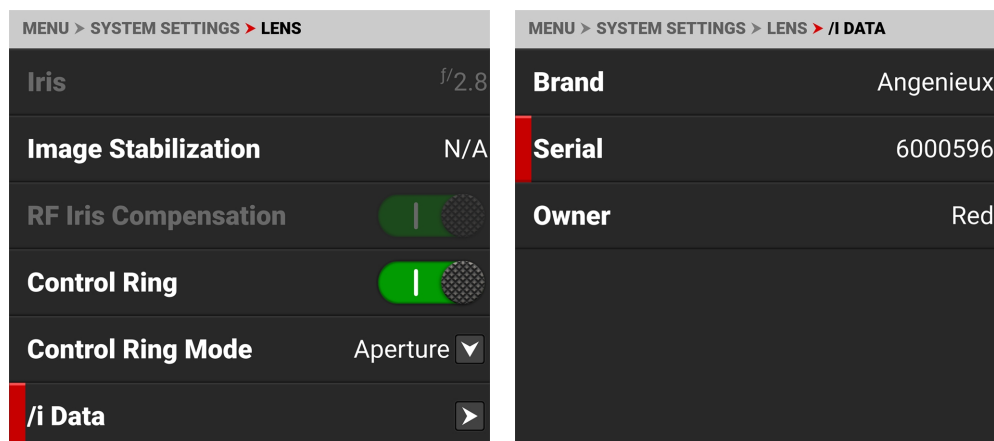 MENU > SYSTEM SETTINGS > LENS
Iris f/2.8
Image Stabilization N/A
RF Iris Compensation
Control Ring
Control Ring Mode Aperture
/i Data
MENU > SYSTEM SETTINGS > LENS > /I DATA
Brand Angenieux
Serial 6000596
Owner Red